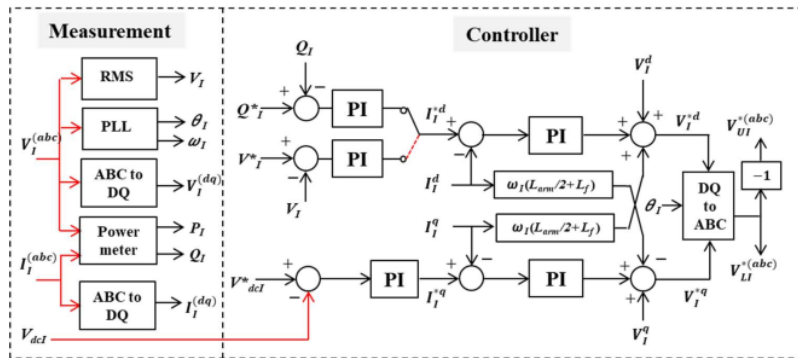 Measurement
V_I^(abc)
RMS
V_I
PLL
θ_I
ω_I
ABC to DQ
V_I^(dq)
Power meter
P_I
Q_I
I_I^(abc)
ABC to DQ
I_I^(dq)
V_dcI
Controller
Q_I
−
+
Q*_I
PI
I_I^*d
+
−
PI
V_I^d
+
+
+
V_I^*d
V*_I
+
−
V_I
PI
I_I^d
ω_I(L_arm/2+L_f)
I_I^q
ω_I(L_arm/2+L_f)
θ_I
DQ to ABC
V_UI^*(abc)
−1
V_LI^*(abc)
V*_dcI
+
−
PI
I_I^*q
+
−
PI
+
−
+
V_I^*q
V_I^q